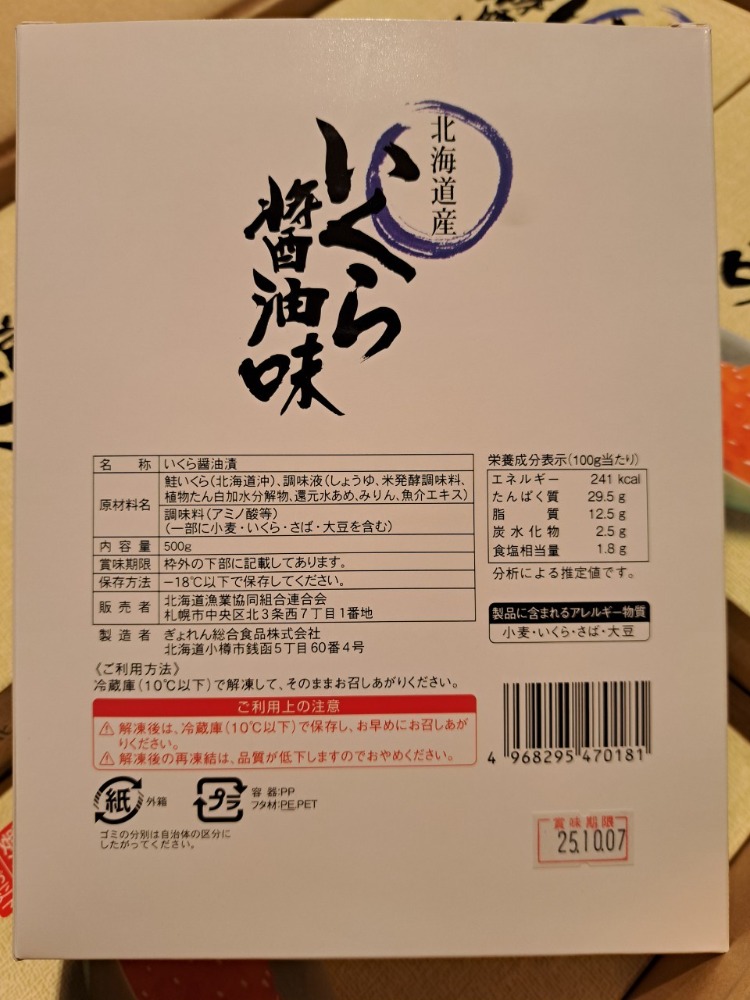 北海道産
いくら
醤油味
名称 いくら醤油漬
原材料名 鮭いくら(北海道沖)、調味液(しょうゆ、米発酵調味料、
植物たん白加水分解物、還元水あめ、みりん、魚介エキス)
調味料(アミノ酸等)
(一部に小麦・いくら・さば・大豆を含む)
内容量 500g
賞味期限 枠外の下部に記載してあります。
保存方法 −18℃以下で保存してください。
販売者 北海道漁業協同組合連合会
札幌市中央区北3条西7丁目1番地
製造者 ぎょれん総合食品株式会社
北海道小樽市銭函5丁目60番4号
《ご利用方法》
冷蔵庫(10℃以下)で解凍して、そのままお召しあがりください。
ご利用上の注意
解凍後は、冷蔵庫(10℃以下)で保存し、お早めにお召しあが
りください。
解凍後の再凍結は、品質が低下しますのでおやめください。
紙 外箱
プラ 容器:PP
フタ材:PE,PET
ゴミの分別は自治体の区分に
したがってください。
栄養成分表示(100g当たり)
エネルギー 241 kcal
たんぱく質 29.5 g
脂質 12.5 g
炭水化物 2.5 g
食塩相当量 1.8 g
分析による推定値です。
製品に含まれるアレルギー物質
小麦・いくら・さば・大豆
4 968295 470181
賞味期限
25.10.07